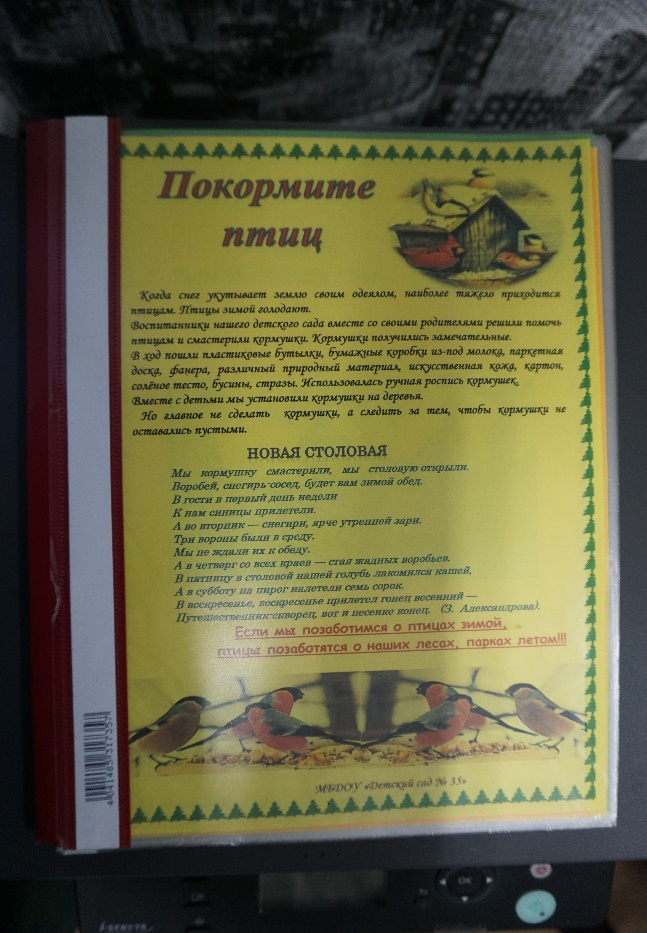 Покормите
птиц
Когда снег укутывает землю своим одеялом, наиболее тяжело приходится
птицам. Птицы зимой голодают.
Воспитанники нашего детского сада вместе со своими родителями решили помочь
птицам и смастерили кормушки. Кормушки получились замечательные.
В ход пошли пластиковые бутылки, бумажные коробки из-под молока, паркетная
доска, фанера, различный природный материал, искусственная кожа, картон,
солёное тесто, бусины, стразы. Использовалась ручная роспись кормушек.
Вместе с детьми мы установили кормушки на деревья.
Но главное не сделать кормушки, а следить за тем, чтобы кормушки не
оставались пустыми.
НОВАЯ СТОЛОВАЯ
Мы кормушку смастерили, мы столовую открыли.
Воробей, снегирь-сосед, будет вам зимой обед.
В гости в первый день недели
К нам синицы прилетели.
А во вторник — снегири, ярче утренней зари.
Три вороны были в среду.
Мы не ждали их к обеду.
А в четверг со всех краев — стая жадных воробьев.
В пятницу в столовой нашей голубь лакомился кашей,
А в субботу на пирог налетели семь сорок.
В воскресенье, воскресенье прилетел гонец весенний —
Путешественник-скворец, вот и песенке конец. (З. Александрова).
Если мы позаботимся о птицах зимой,
птицы позаботятся о наших лесах, парках летом!!!
МБДОУ «Детский сад № 35»
i-SENSYS
OK